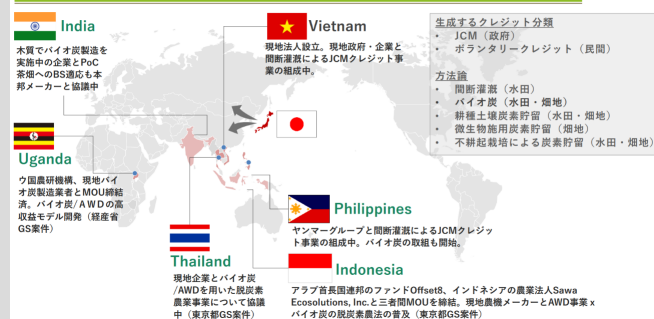 India
木質でバイオ炭製造を
実施中の企業とPoC
茶畑へのBS適応も本
邦メーカーと協議中
Vietnam
現地法人設立。現地政府・企業と
間断灌漑によるJCMクレジット事
業の組成中。
生成するクレジット分類
• JCM（政府）
• ボランタリークレジット（民間）
方法論
• 間断灌漑（水田）
• バイオ炭（水田・畑地）
• 耕種土壌炭素貯留（水田・畑地）
• 微生物施用炭素貯留（畑地）
• 不耕起栽培による炭素貯留（水田・畑地）
Uganda
ウ国農研機構、現地バイ
オ炭製造業者とMOU締結
済。バイオ炭/AWDの高
収益モデル開発（経産省
GS案件）
Thailand
現地企業とバイオ炭
/AWDを用いた脱炭素
農業事業について協議
中（東京都GS案件）
Philippines
ヤンマーグループと間断灌漑によるJCMクレジッ
ト事業の組成中。バイオ炭の取組も開始。
Indonesia
アラブ首長国連邦のファンドOffset8、インドネシアの農業法人Sawa
Ecosolutions, Inc.と三者間MOUを締結。現地農機メーカーとAWD事業 x
バイオ炭の脱炭素農法の普及（東京都GS案件）